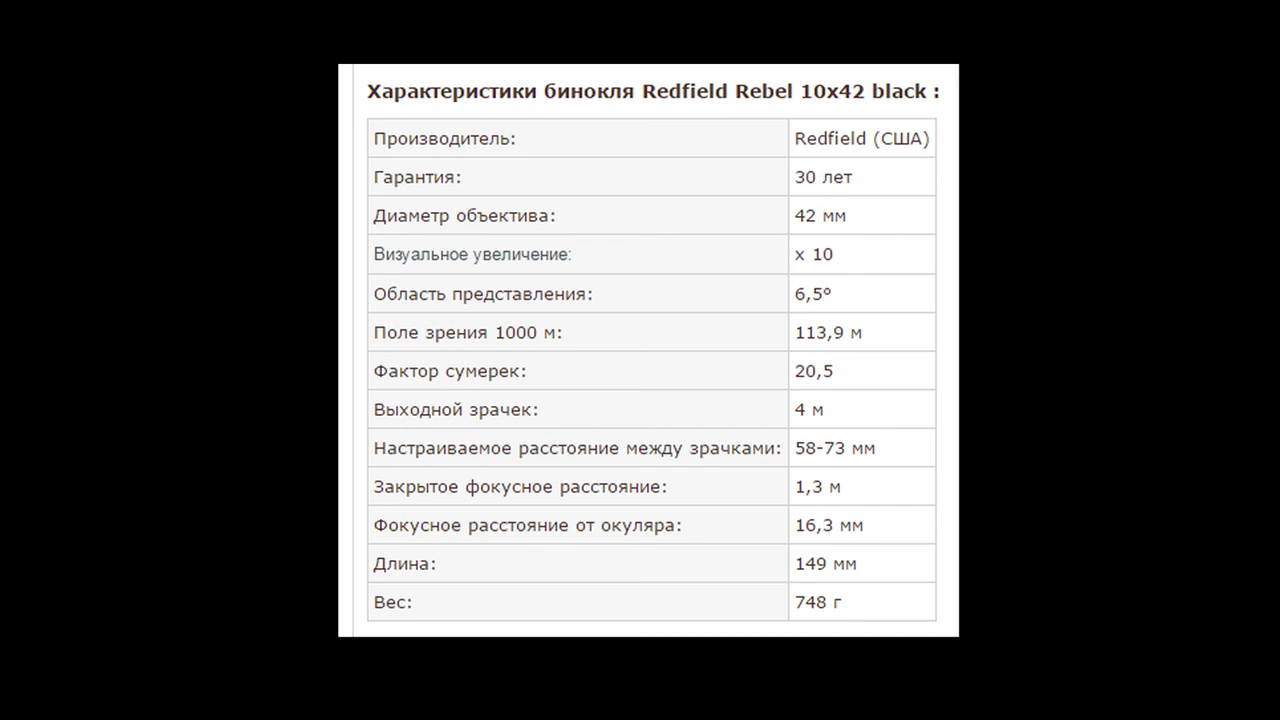 Характеристики бинокля Redfield Rebel 10x42 black :
Производитель: Redfield (США)
Гарантия: 30 лет
Диаметр объектива: 42 мм
Визуальное увеличение: x 10
Область представления: 6,5°
Поле зрения 1000 м: 113,9 м
Фактор сумерек: 20,5
Выходной зрачек: 4 м
Настраиваемое расстояние между зрачками: 58-73 мм
Закрытое фокусное расстояние: 1,3 м
Фокусное расстояние от окуляра: 16,3 мм
Длина: 149 мм
Вес: 748 г